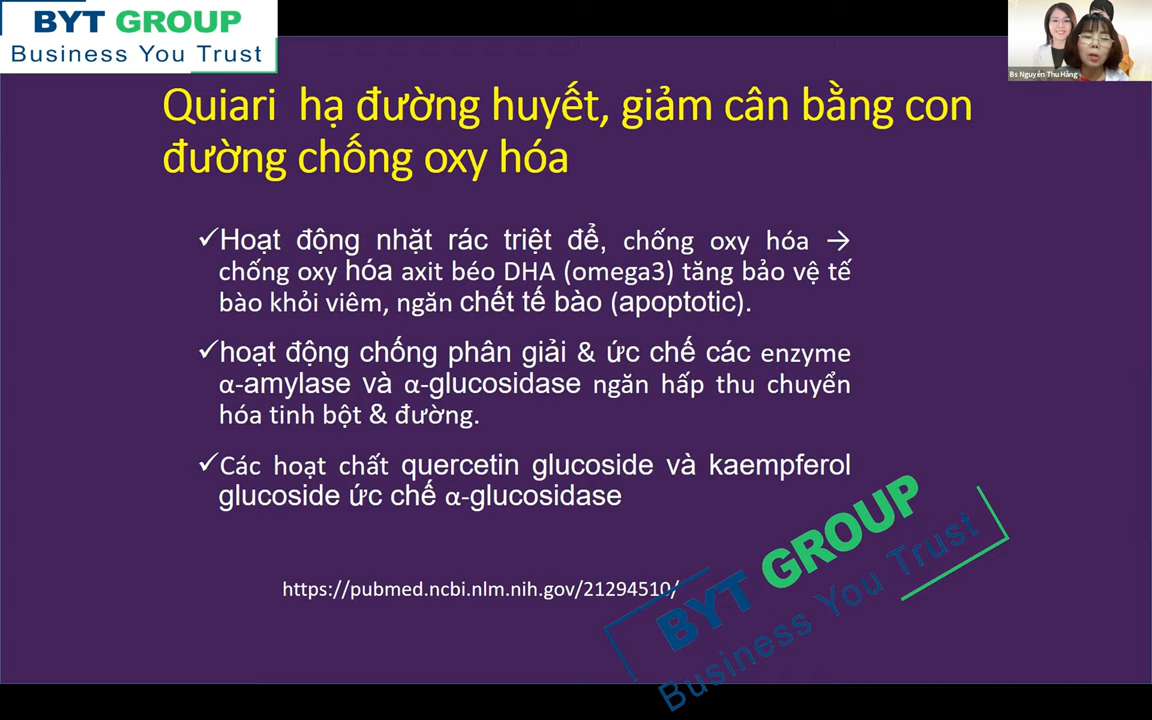 BYT GROUP
Business You Trust
Bs Nguyễn Thu Hằng
Quiari hạ đường huyết, giảm cân bằng con
đường chống oxy hóa
✓Hoạt động nhặt rác triệt để, chống oxy hóa →
chống oxy hóa axit béo DHA (omega3) tăng bảo vệ tế
bào khỏi viêm, ngăn chết tế bào (apoptotic).
✓hoạt động chống phân giải & ức chế các enzyme
α-amylase và α-glucosidase ngăn hấp thu chuyển
hóa tinh bột & đường.
✓Các hoạt chất quercetin glucoside và kaempferol
glucoside ức chế α-glucosidase
https://pubmed.ncbi.nlm.nih.gov/21294510/
BYT GROUP
Business You Trust